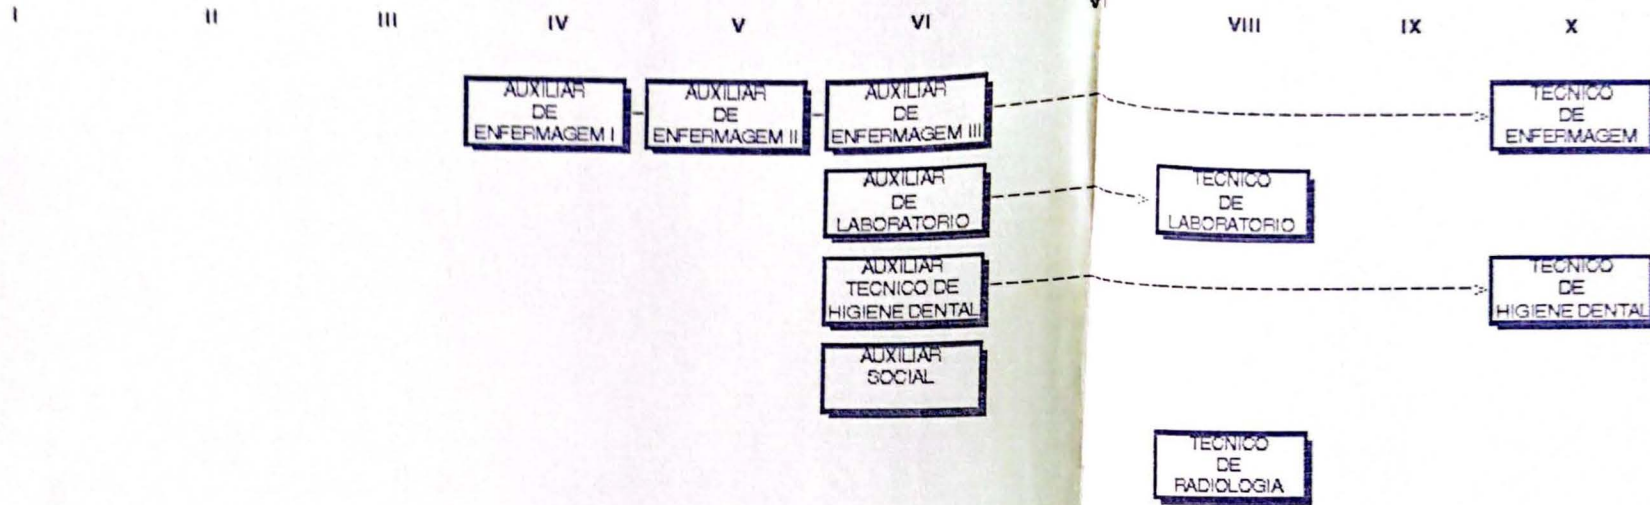 I II III IV V VI VI VIII IX X
AUXILIAR
DE
ENFERMAGEM I
AUXILIAR
DE
ENFERMAGEM II
AUXILIAR
DE
ENFERMAGEM III
TECNICO
DE
ENFERMAGEM
AUXILIAR
DE
LABORATORIO
TECNICO
DE
LABORATORIO
AUXILIAR
TECNICO DE
HIGIENE DENTAL
TECNICO
DE
HIGIENE DENTAL
AUXILIAR
SOCIAL
TECNICO
DE
RADIOLOGIA